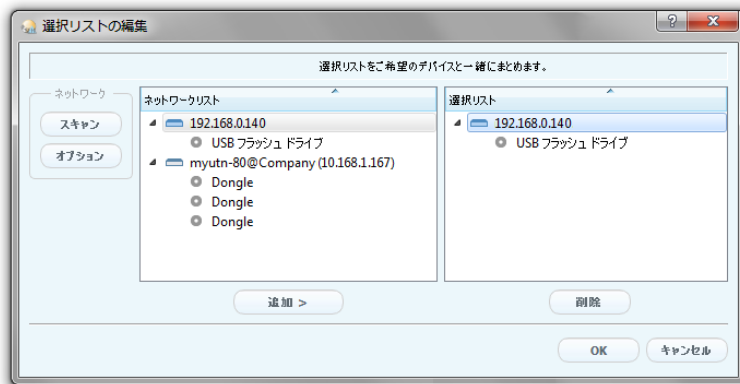 選択リストの編集
選択リストをご希望のデバイスと一緒にまとめます。
ネットワーク
スキャン
オプション
ネットワークリスト
192.168.0.140
USB フラッシュ ドライブ
myutn-80@Company (10.168.1.167)
Dongle
Dongle
Dongle
追加 >
選択リスト
192.168.0.140
USB フラッシュ ドライブ
削除
OK
キャンセル